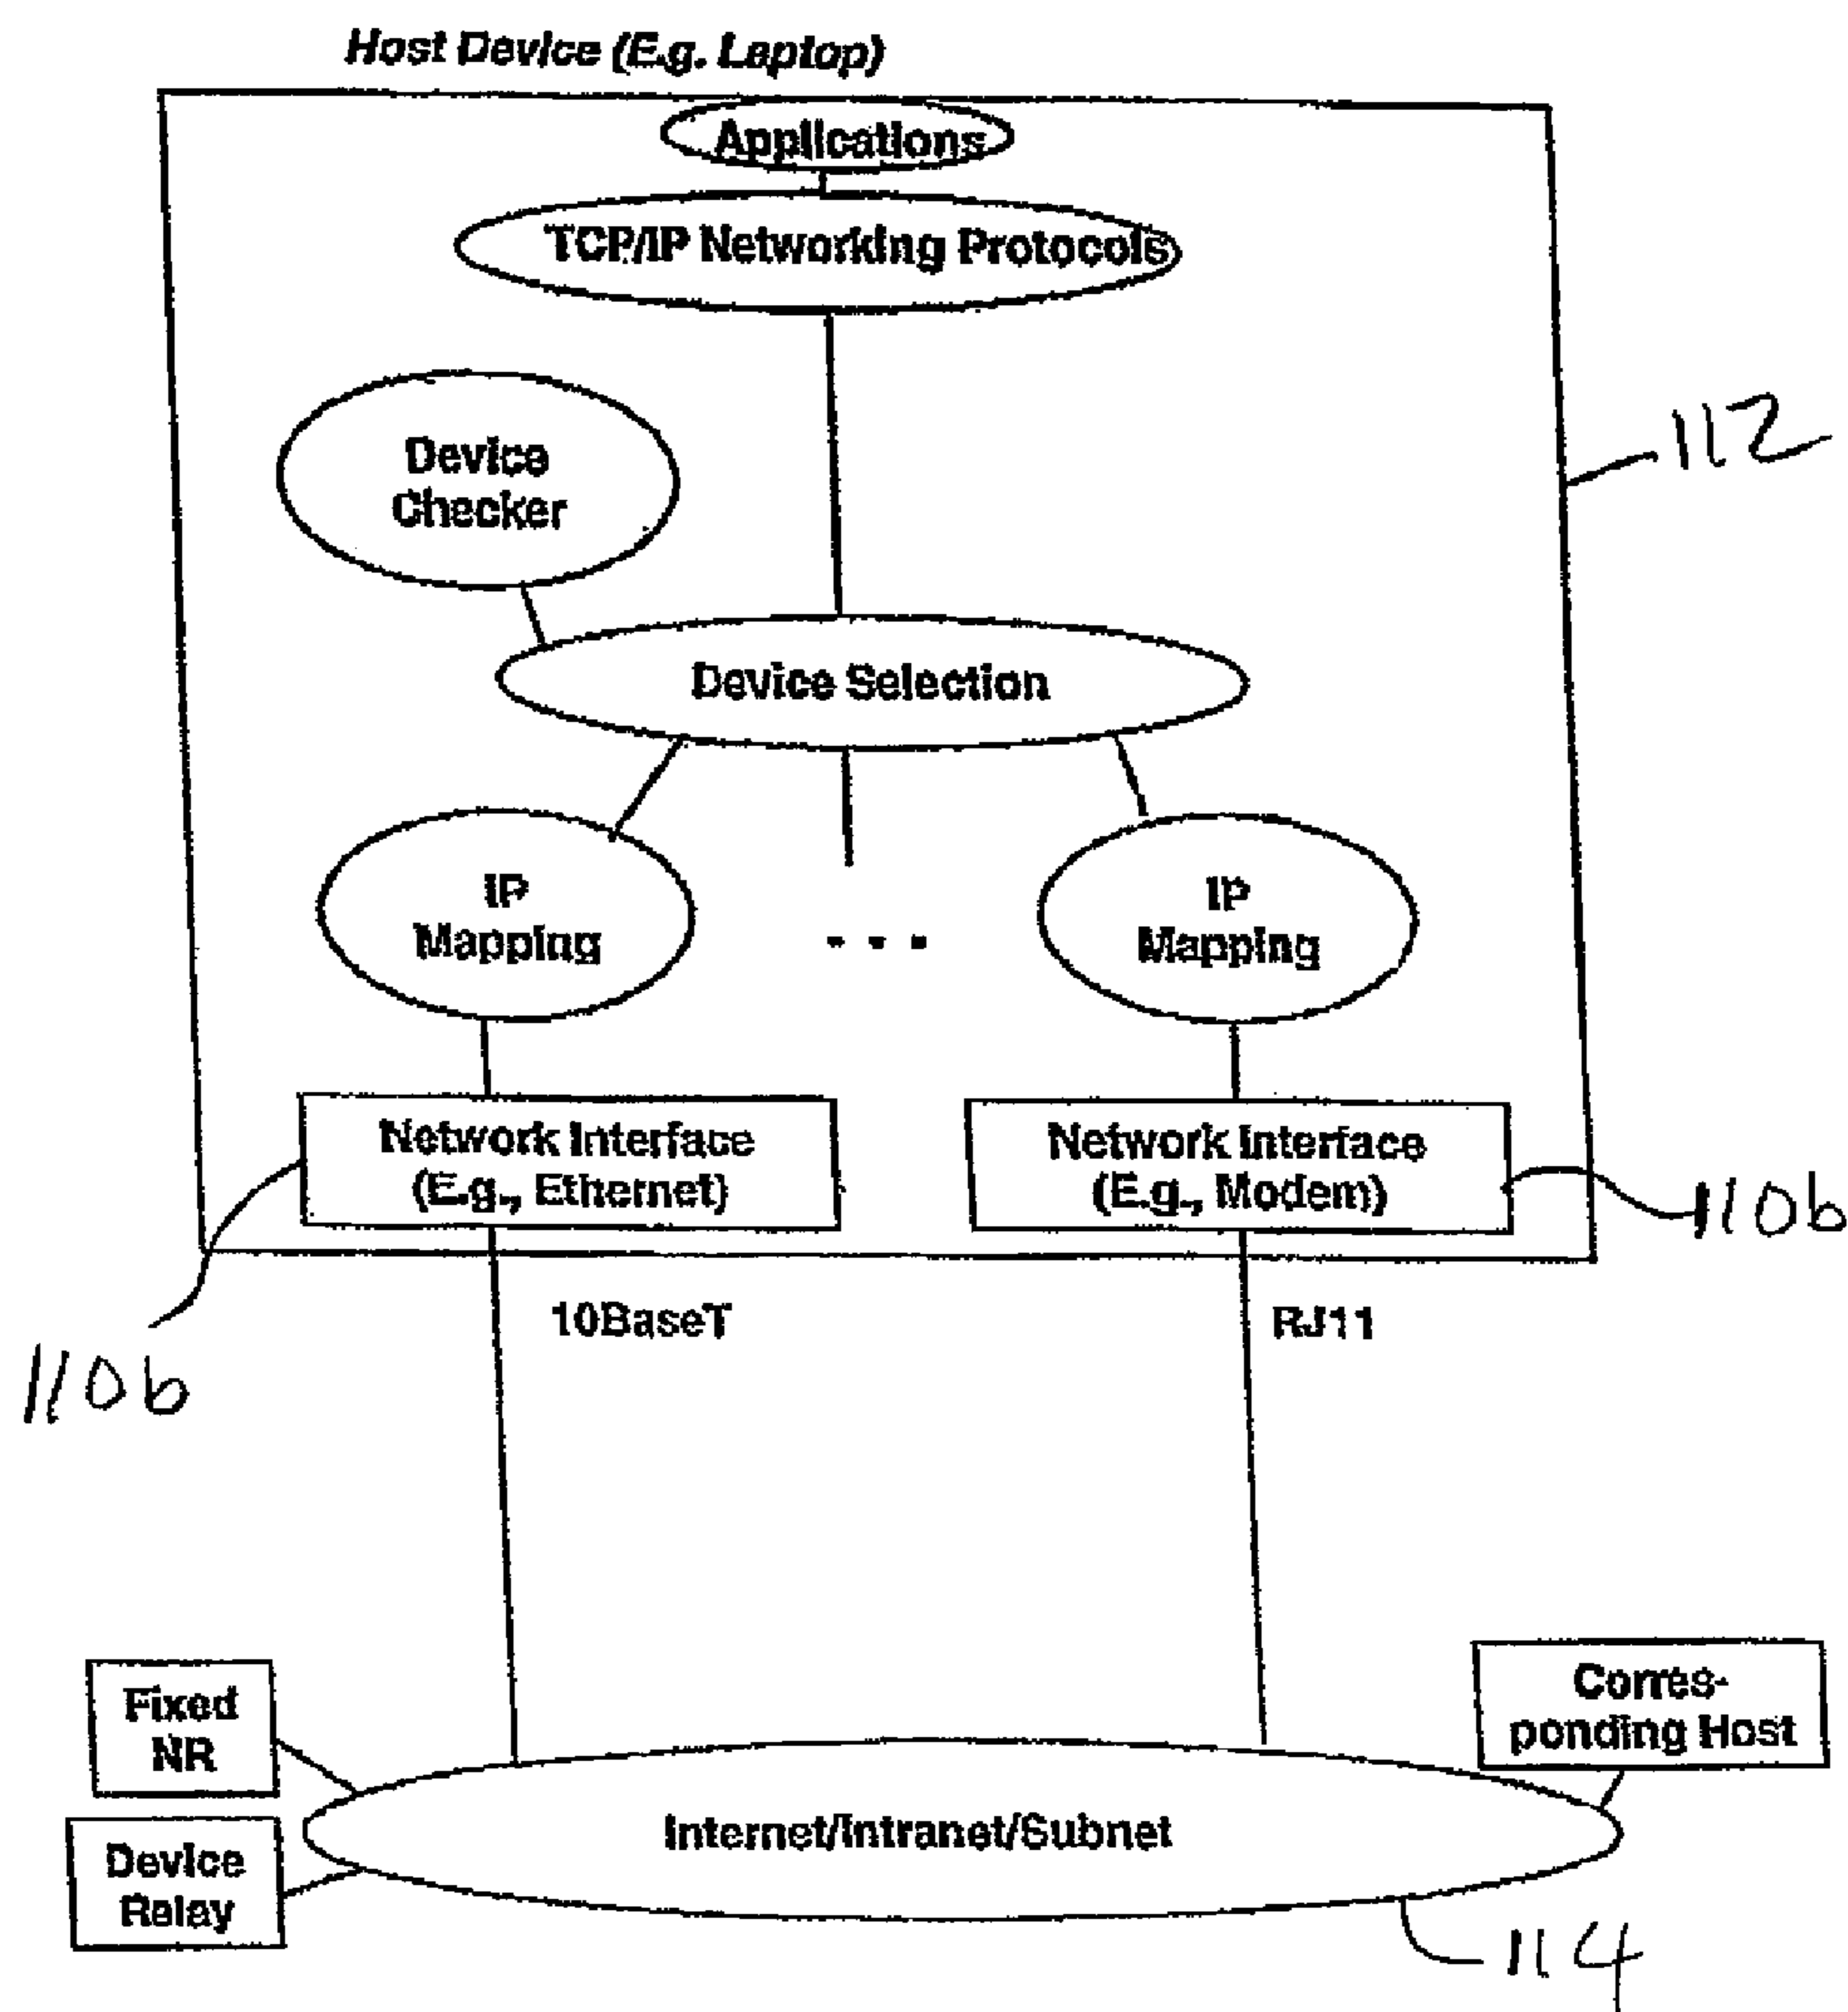 Host Device (E.g. Laptop)
Applications
TCP/IP Networking Protocols
Device
Checker
112
Device Selection
IP
Mapping
. . .
IP
Mapping
Network Interface
(E.g., Ethernet)
Network Interface
(E.g., Modem)
110b
110b
10BaseT
RJ11
Fixed
NR
Corres-
ponding Host
Internet/Intranet/Subnet
Device
Relay
114